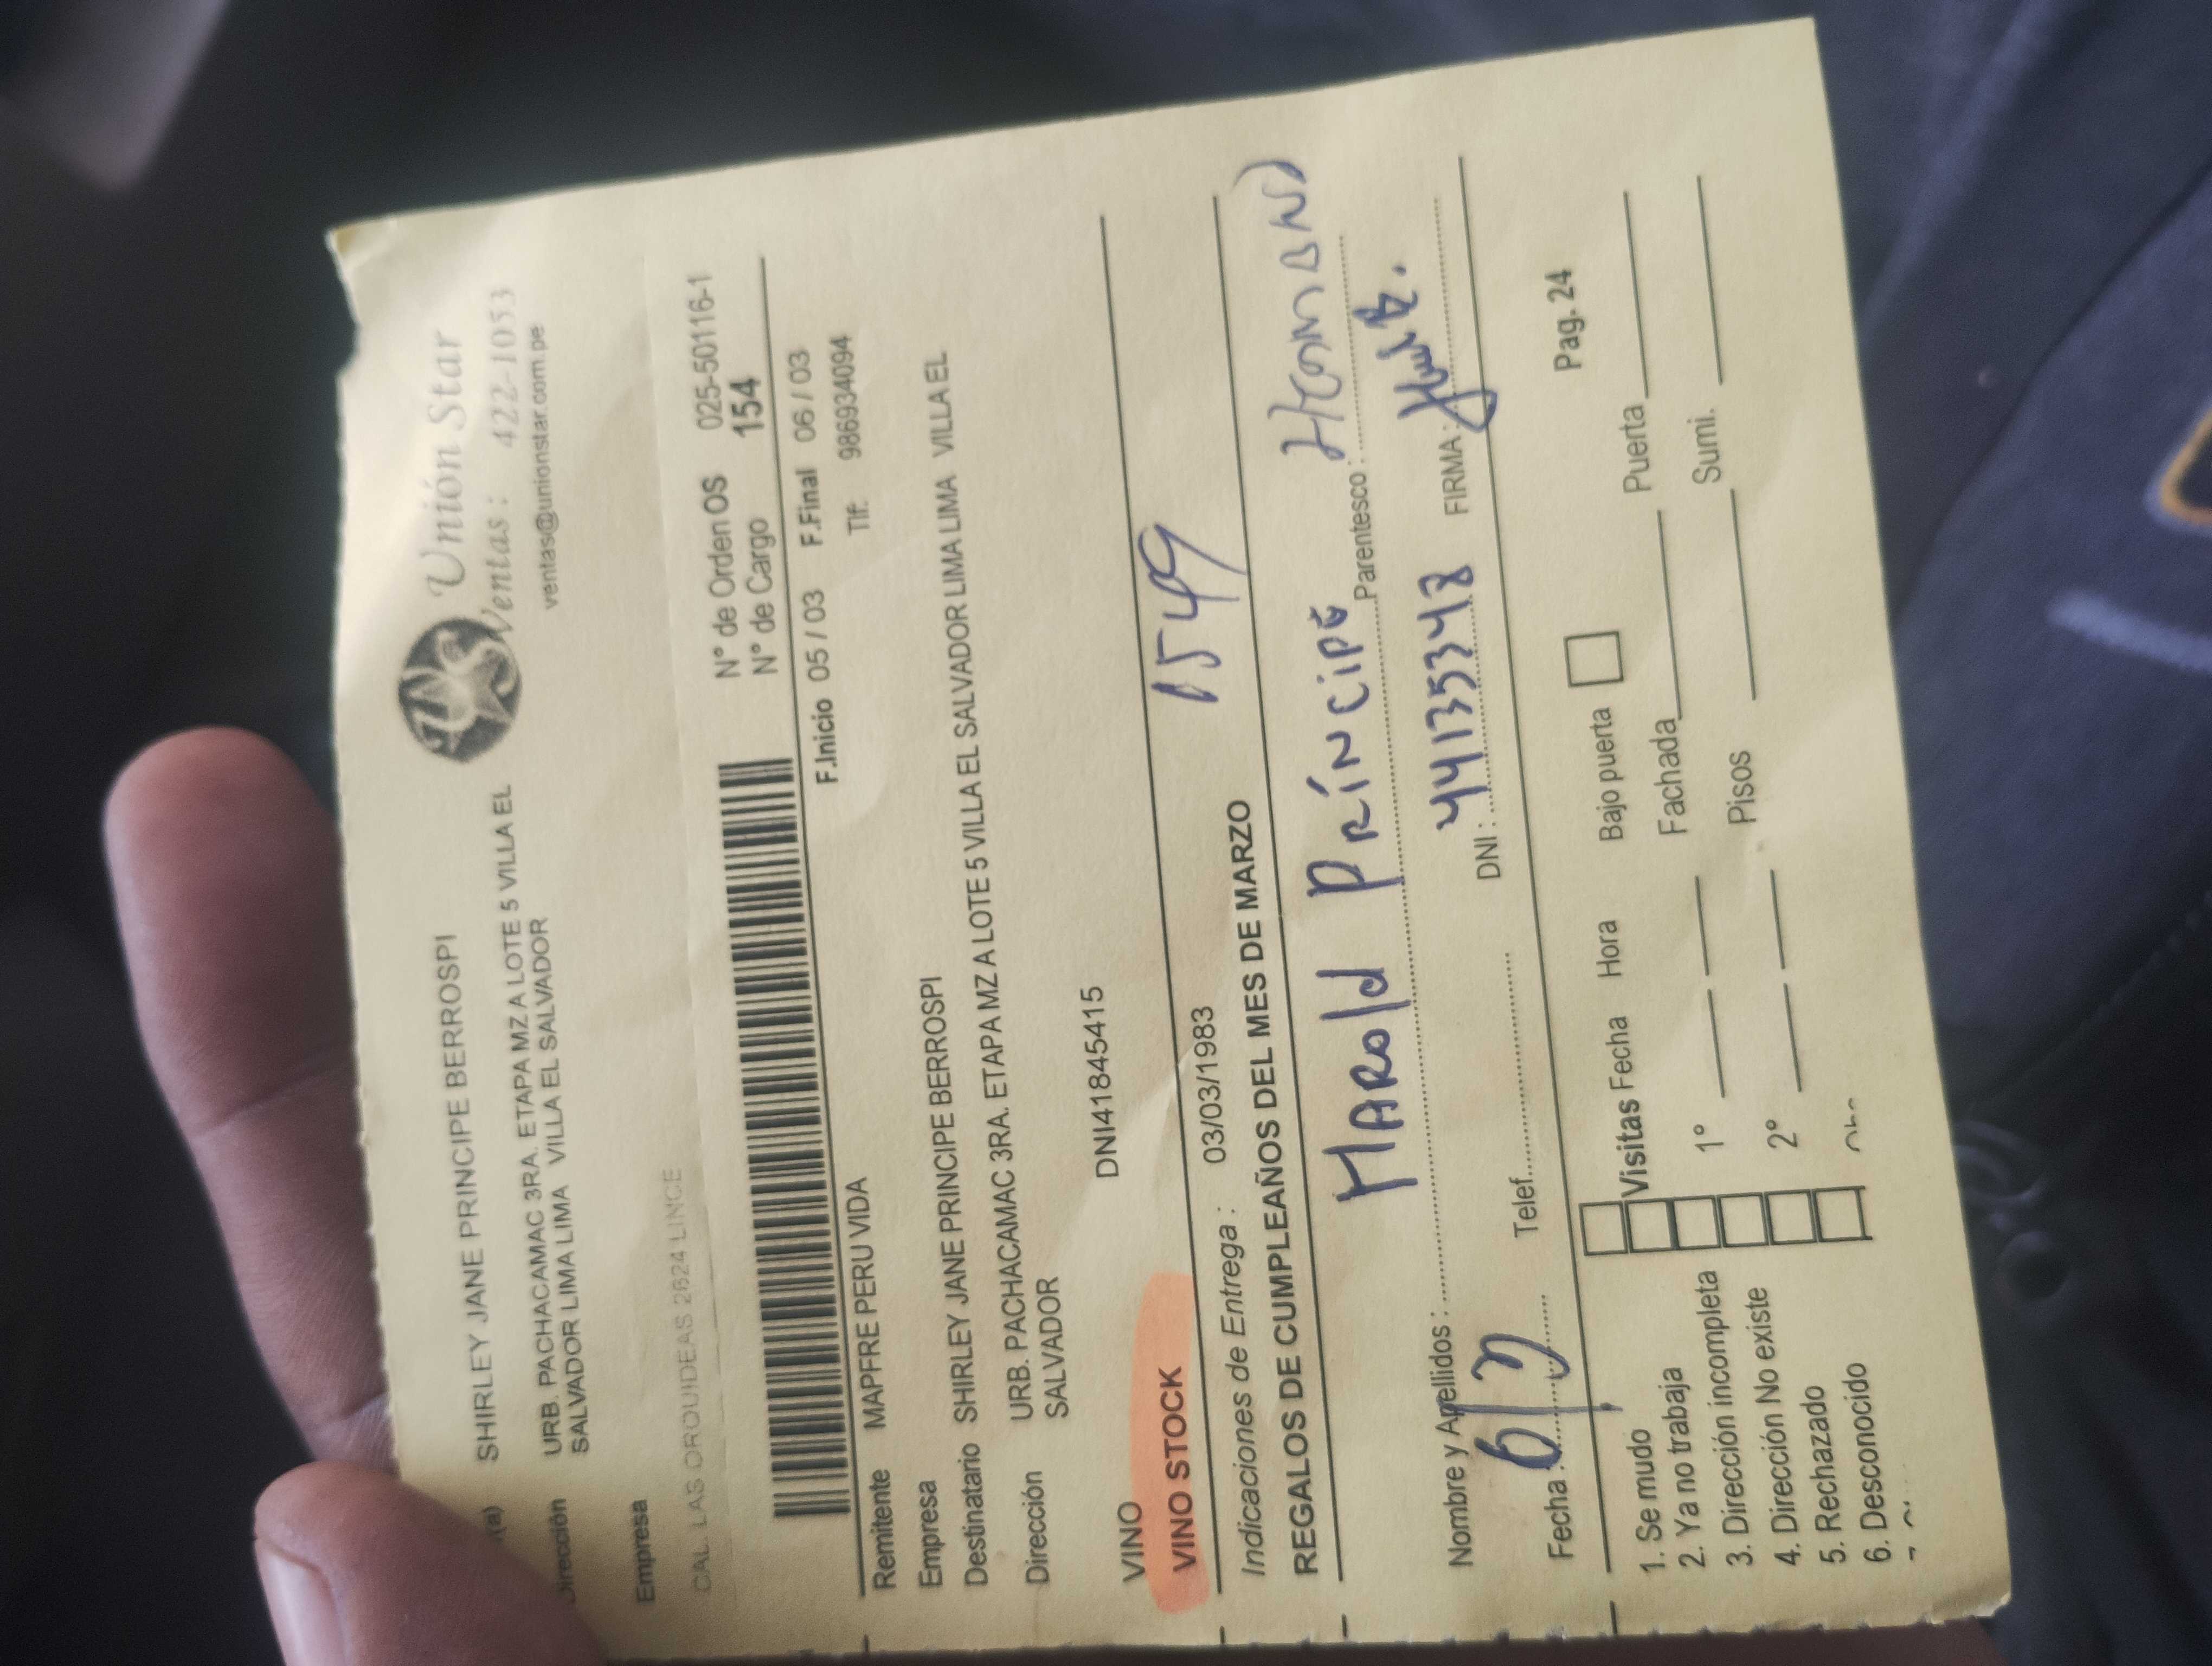 Unión Star
Ventas : 422-1053
ventas@unionstar.com.pe
(a) SHIRLEY JANE PRINCIPE BERROSPI
Dirección URB. PACHACAMAC 3RA. ETAPA MZ A LOTE 5 VILLA EL
SALVADOR LIMA LIMA VILLA EL SALVADOR
Empresa
CAL. LAS ORQUIDEAS 2624 LINCE
N° de Orden OS 025-50116-1
N° de Cargo 154
F.Inicio 05 / 03 F.Final 06 / 03
Remitente MAPFRE PERU VIDA Tlf: 986934094
Empresa
Destinatario SHIRLEY JANE PRINCIPE BERROSPI
Dirección URB. PACHACAMAC 3RA. ETAPA MZ A LOTE 5 VILLA EL SALVADOR LIMA LIMA VILLA EL
SALVADOR
DNI41845415
VINO
VINO STOCK 1549
Indicaciones de Entrega : 03/03/1983
REGALOS DE CUMPLEAÑOS DEL MES DE MARZO
Nombre y Apellidos : HAROld PRÍNCIPE Parentesco :
Fecha : Telef. DNI : 44135348 FIRMA :
Pag. 24
1. Se mudo
2. Ya no trabaja
3. Dirección incompleta
4. Dirección No existe
5. Rechazado
6. Desconocido
Visitas Fecha Hora Bajo puerta
1°
2°
Fachada Puerta
Pisos Sumi.